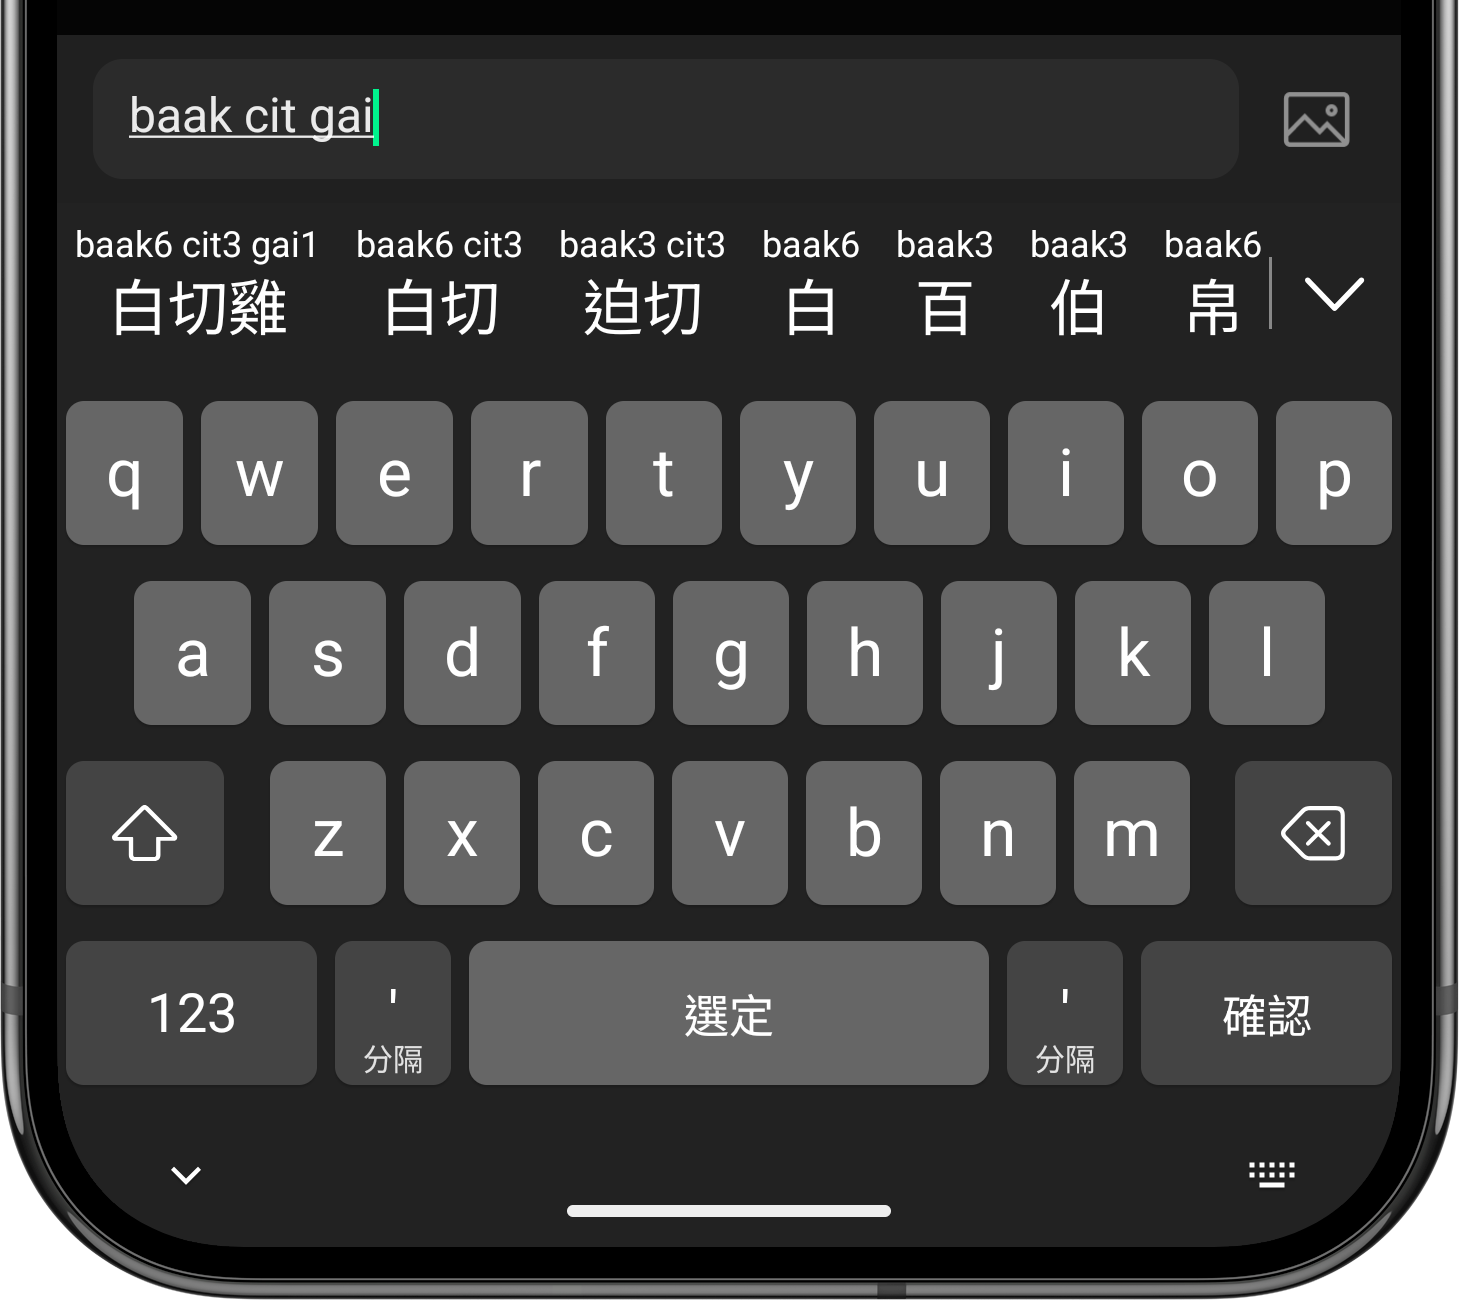 baak cit gai
baak6 cit3 gai1 baak6 cit3 baak3 cit3 baak6 baak3 baak3 baak6
白切雞 白切 迫切 白 百 伯 帛
q w e r t y u i o p
a s d f g h j k l
z x c v b n m
123 ' 選定 ' 確認
分隔 分隔